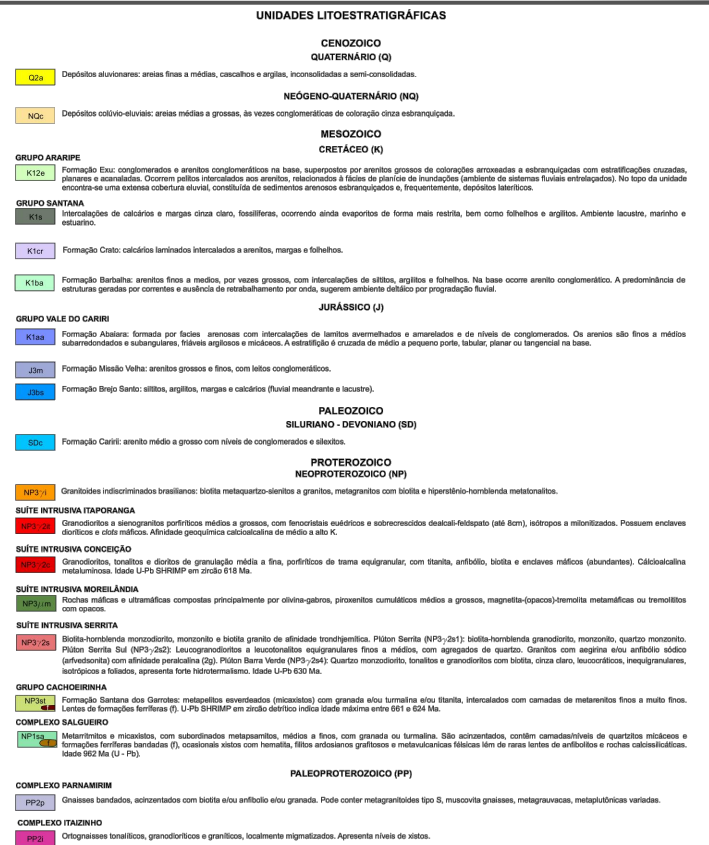 UNIDADES LITOESTRATIGRÁFICAS
CENOZOICO
QUATERNÁRIO (Q)
Q2a
Depósitos aluvionares: areias finas a médias, cascalhos e argilas, inconsolidadas a semi-consolidadas.
NEÓGENO-QUATERNÁRIO (NQ)
NQc
Depósitos colúvio-eluviais: areias médias a grossas, às vezes conglomeráticas de coloração cinza esbranquiçada.
MESOZOICO
CRETÁCEO (K)
GRUPO ARARIPE
K12e
Formação Exu: conglomerados e arenitos conglomeráticos na base, superpostos por arenitos grossos de colorações arroxeadas a esbranquiçadas com estratificações cruzadas,
planares e acanaladas. Ocorrem pelitos intercalados aos arenitos, relacionados à fácies de planície de inundações (ambiente de sistemas fluviais entrelaçados). No topo da unidade
encontra-se uma extensa cobertura eluvial, constituída de sedimentos arenosos esbranquiçados e, frequentemente, depósitos lateríticos.
GRUPO SANTANA
K1s
Intercalações de calcários e margas cinza claro, fossilíferas, ocorrendo ainda evaporitos de forma mais restrita, bem como folhelhos e argilitos. Ambiente lacustre, marinho e
estuarino.
K1cr
Formação Crato: calcários laminados intercalados a arenitos, margas e folhelhos.
K1ba
Formação Barbalha: arenitos finos a medios, por vezes grossos, com intercalações de siltitos, argilitos e folhelhos. Na base ocorre arenito conglomerático. A predominância de
estruturas geradas por correntes e ausência de retrabalhamento por onda, sugerem ambiente deltáico por progradação fluvial.
JURÁSSICO (J)
GRUPO VALE DO CARIRI
K1aa
Formação Abaiara: formada por facies arenosas com intercalações de lamitos avermelhados e amarelados e de níveis de conglomerados. Os arenios são finos a médios
subarredondados e subangulares, friáveis argilosos e micáceos. A estratifição é cruzada de médio a pequeno porte, tabular, planar ou tangencial na base.
J3m
Formação Missão Velha: arenitos grossos e finos, com leitos conglomeráticos.
J3bs
Formação Brejo Santo: siltitos, argilitos, margas e calcários (fluvial meandrante e lacustre).
PALEOZOICO
SILURIANO - DEVONIANO (SD)
SDc
Formação Caririi: arenito médio a grosso com níveis de conglomerados e silexitos.
PROTEROZOICO
NEOPROTEROZOICO (NP)
NP3γi
Granitoides indiscriminados brasilianos: biotita metaquartzo-sienitos a granitos, metagranitos com biotita e hiperstênio-hornblenda metatonalitos.
SUÍTE INTRUSIVA ITAPORANGA
NP3γ2it
Granodioritos a sienogranitos porfiríticos médios a grossos, com fenocristais euédricos e sobrecrescidos dealcali-feldspato (até 8cm), isótropos a milonitizados. Possuem enclaves
dioríticos e clots máficos. Afinidade geoquímica calcioalcalina de médio a alto K.
SUÍTE INTRUSIVA CONCEIÇÃO
NP3γ2c
Granodioritos, tonalitos e dioritos de granulação média a fina, porfiríticos de trama equigranular, com titanita, anfibólio, biotita e enclaves máficos (abundantes). Cálcioalcalina
metaluminosa. Idade U-Pb SHRIMP em zircão 618 Ma.
SUÍTE INTRUSIVA MOREILÂNDIA
NP3μm
Rochas máficas e ultramáficas compostas principalmente por olivina-gabros, piroxenitos cumuláticos médios a grossos, magnetita-(opacos)-tremolita metamáficas ou tremolititos
com opacos.
SUÍTE INTRUSIVA SERRITA
NP3γ2s
Biotita-hornblenda monzodiorito, monzonito e biotita granito de afinidade trondhjemítica. Plúton Serrita (NP3γ2s1): biotita-hornblenda granodiorito, monzonito, quartzo monzonito.
Plúton Serrita Sul (NP3γ2s2): Leucogranodioritos a leucotonalitos equigranulares finos a médios, com agregados de quartzo. Granitos com aegirina e/ou anfibólio sódico
(arfvedsonita) com afinidade peralcalina (2g). Plúton Barra Verde (NP3γ2s4): Quartzo monzodiorito, tonalitos e granodioritos com biotita, cinza claro, leucocráticos, inequigranulares,
isotrópicos a foliados, apresenta forte hidrotermalismo. Idade U-Pb 630 Ma.
GRUPO CACHOEIRINHA
NP3st
Formação Santana dos Garrotes: metapelitos esverdeados (micaxistos) com granada e/ou turmalina e/ou titanita, intercalados com camadas de metarenitos finos a muito finos.
Lentes de formações ferríferas (f). U-Pb SHRIMP em zircão detrítico indica idade máxima entre 661 e 624 Ma.
COMPLEXO SALGUEIRO
NP1sa
Metarritmitos e micaxistos, com subordinados metapsamitos, médios a finos, com granada ou turmalina. São acinzentados, contêm camadas/níveis de quartzitos micáceos e
formações ferríferas bandadas (f), ocasionais xistos com hematita, filitos ardosianos grafitosos e metavulcanicas félsicas lém de raras lentes de anfibolitos e rochas calcissilicáticas.
Idade 962 Ma (U - Pb).
PALEOPROTEROZOICO (PP)
COMPLEXO PARNAMIRIM
PP2p
Gnaisses bandados, acinzentados com biotita e/ou anfibolio e/ou granada. Pode conter metagranitoides tipo S, muscovita gnaisses, metagrauvacas, metaplutônicas variadas.
COMPLEXO ITAIZINHO
PP2i
Ortognaisses tonalíticos, granodioríticos e graníticos, localmente migmatizados. Apresenta níveis de xistos.